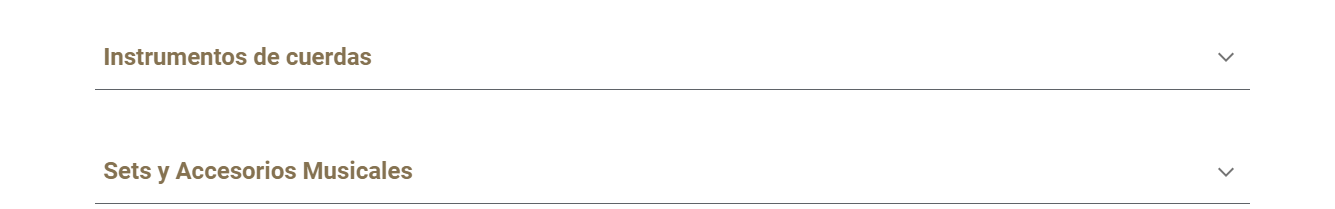 Instrumentos de cuerdas
Sets y Accesorios Musicales